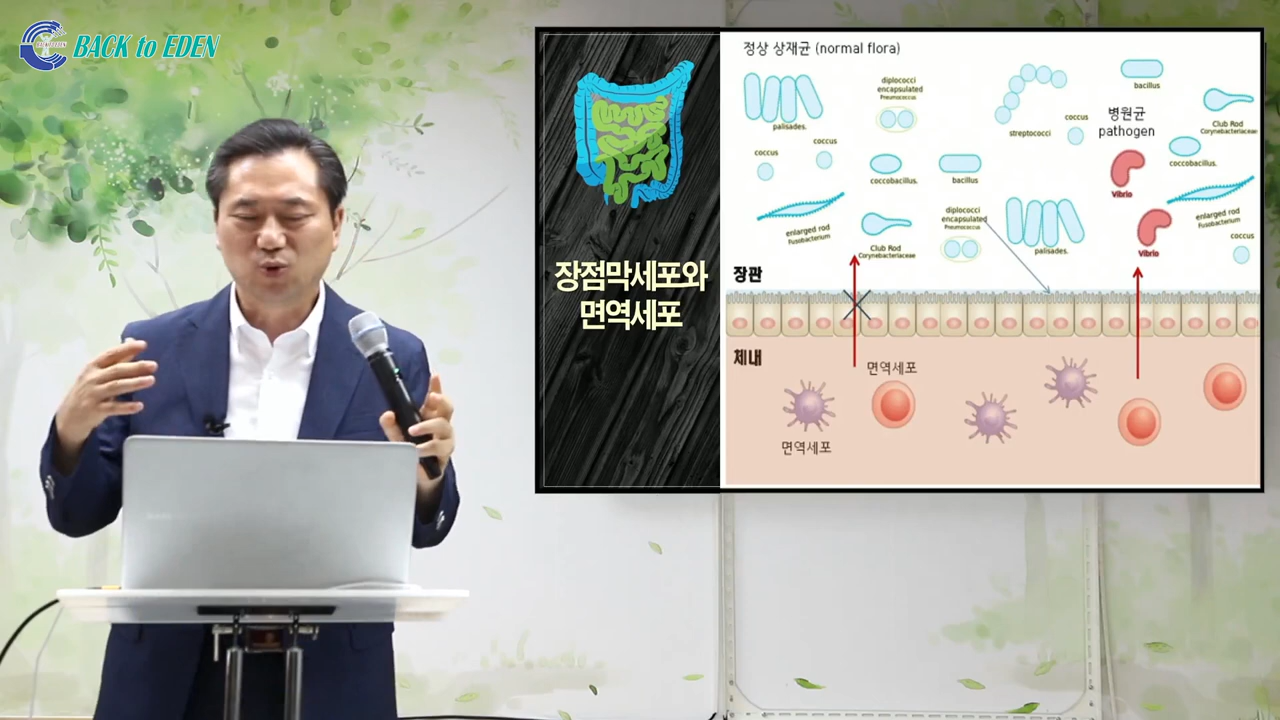 BACK to EDEN
장점막세포와
면역세포
정상 상재균 (normal flora)
palisades.
diplococci
encapsulated
Pneumococcus
streptococci
coccus
bacillus
병원균
pathogen
Club Rod
Corynebacteriaceae
coccus
coccus
coccobacillus.
bacillus
Vibrio
coccobacillus.
enlarged rod
Fusobacterium
Club Rod
Corynebacteriaceae
diplococci
encapsulated
Pneumococcus
palisades.
Vibrio
enlarged rod
Fusobacterium
coccus
장관
체내
면역세포
면역세포